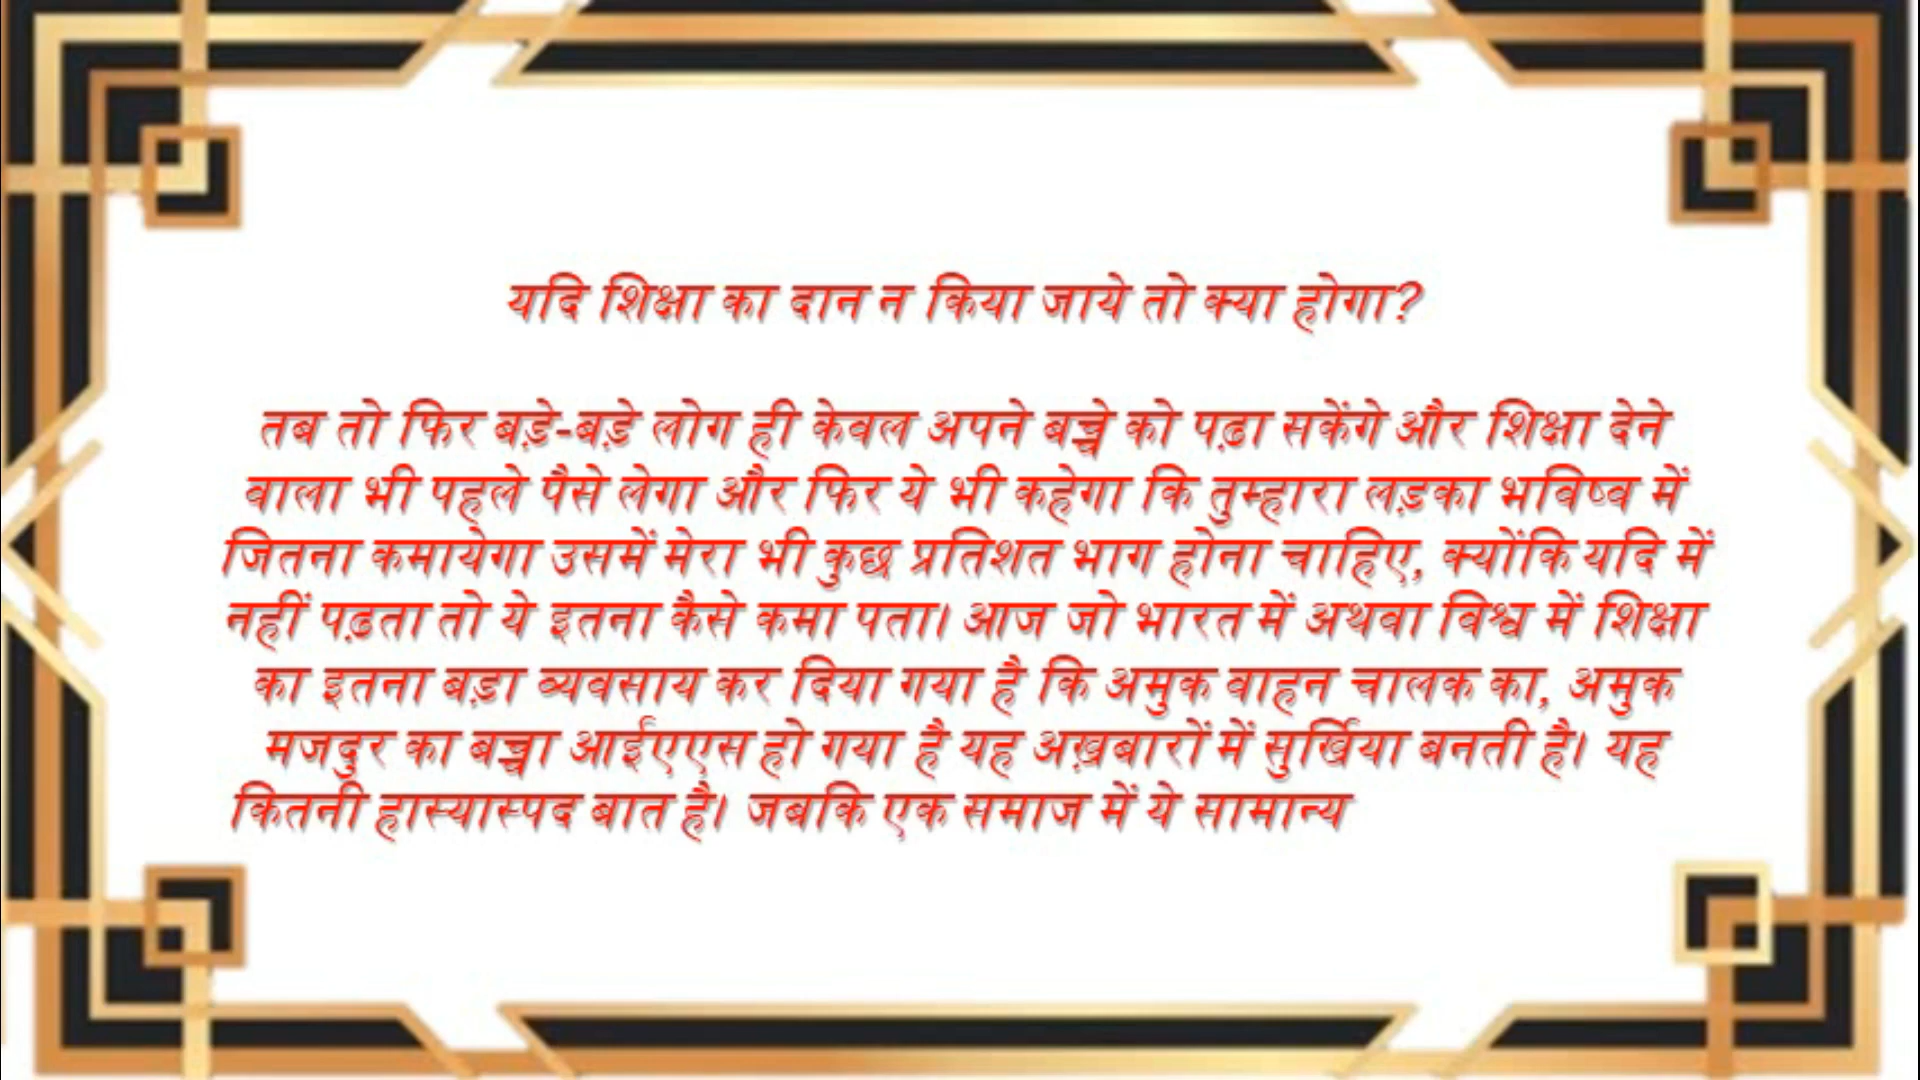 यदि शिक्षा का दान न किया जाये तो क्या होगा?
तब तो फिर बड़े-बड़े लोग ही केवल अपने बच्चे को पढ़ा सकेंगे और शिक्षा देने
वाला भी पहले पैसे लेगा और फिर ये भी कहेगा कि तुम्हारा लड़का भविष्व में
जितना कमायेगा उसमें मेरा भी कुछ प्रतिशत भाग होना चाहिए, क्योंकि यदि में
नहीं पढ़ता तो ये इतना कैसे कमा पता। आज जो भारत में अथवा विश्व में शिक्षा
का इतना बड़ा व्यवसाय कर दिया गया है कि अमुक वाहन चालक का, अमुक
मजदुर का बच्चा आईएएस हो गया है यह अख़बारों में सुर्खिया बनती है। यह
कितनी हास्यास्पद बात है। जबकि एक समाज में ये सामान्य